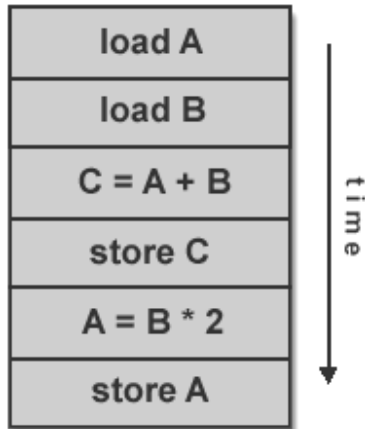 load A
load B
C = A + B
store C
A = B * 2
store A
time